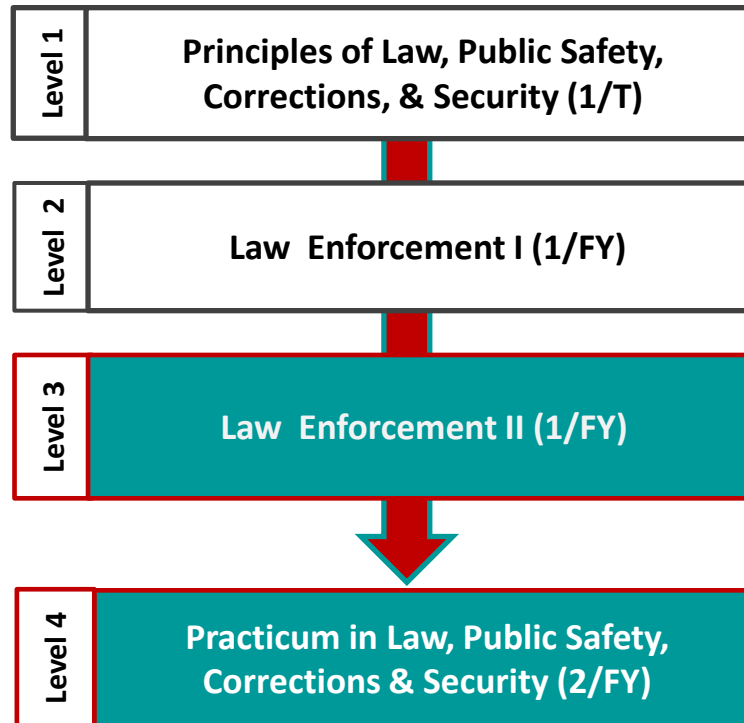 Level 1
Principles of Law, Public Safety,
Corrections, & Security (1/T)
Level 2
Law Enforcement I (1/FY)
Level 3
Law Enforcement II (1/FY)
Level 4
Practicum in Law, Public Safety,
Corrections & Security (2/FY)